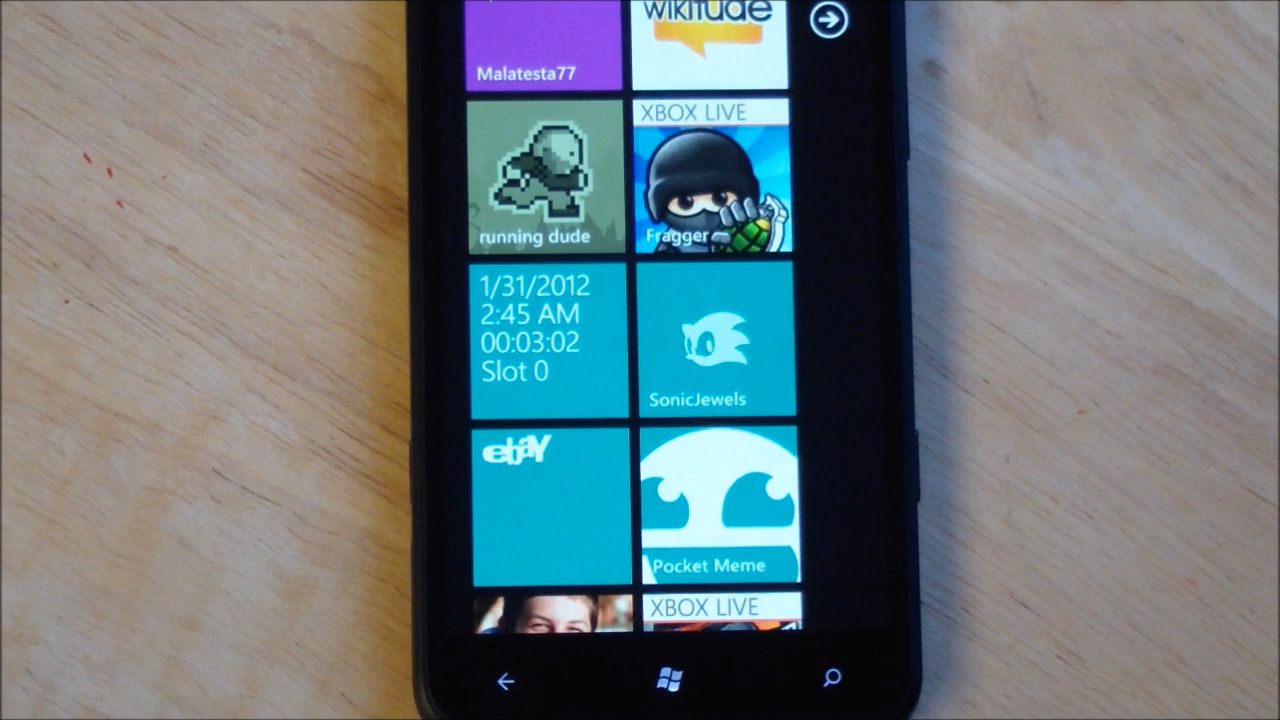 Malatesta77
wikitude
running dude
XBOX LIVE
Fragger
1/31/2012
2:45 AM
00:03:02
Slot 0
SonicJewels
ebaY
Pocket Meme
XBOX LIVE